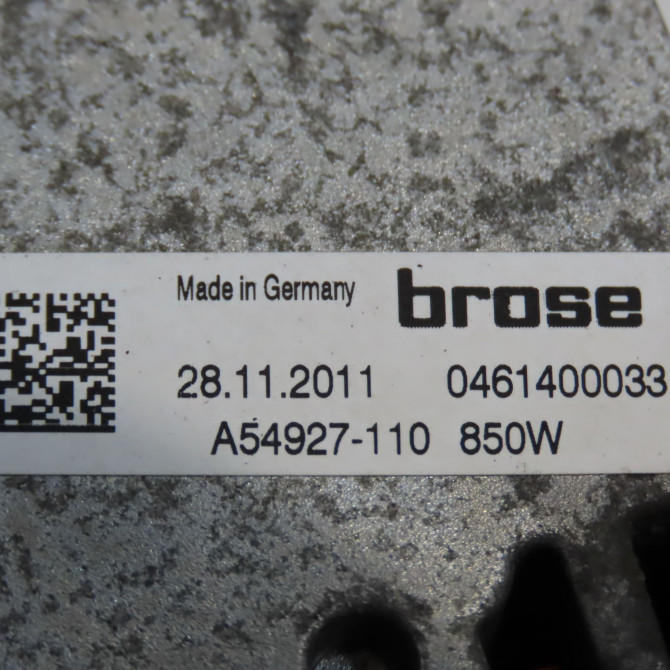 Made in Germany brose
28.11.2011 0461400033
A54927-110 850W